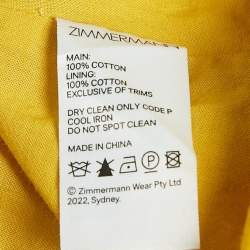 ZIMMERMANN
MAIN:
100% COTTON
LINING:
100% COTTON
EXCLUSIVE OF TRIMS
DRY CLEAN ONLY CODE P
COOL IRON
DO NOT SPOT CLEAN
MADE IN CHINA
P
© Zimmermann Wear Pty Ltd
2022, Sydney.